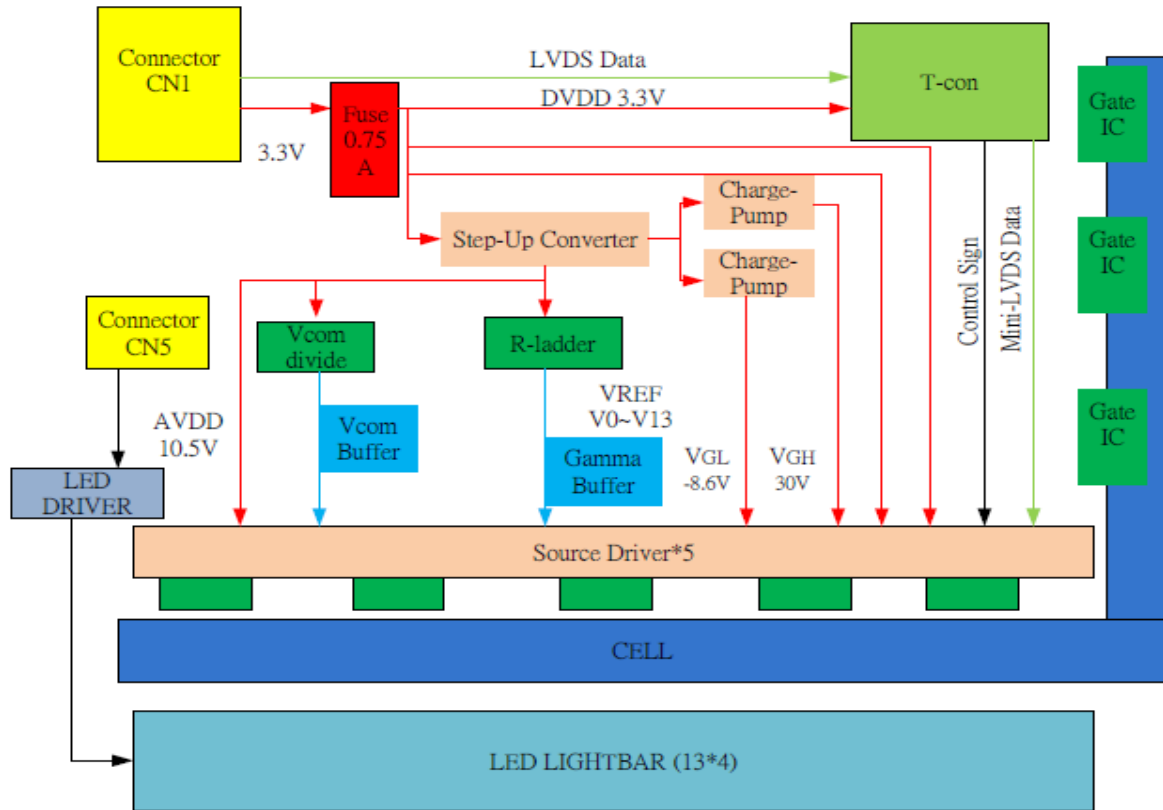 Connector
CN1
LVDS Data
T-con
DVDD 3.3V
Fuse
0.75
A
3.3V
Gate
IC
Charge-
Pump
Step-Up Converter
Charge-
Pump
Control Sign
Mini-LVDS Data
Gate
IC
Connector
CN5
Vcom
divide
R-ladder
AVDD
10.5V
Vcom
Buffer
VREF
V0~V13
Gamma
Buffer
VGL
-8.6V
VGH
30V
Gate
IC
LED
DRIVER
Source Driver*5
CELL
LED LIGHTBAR (13*4)